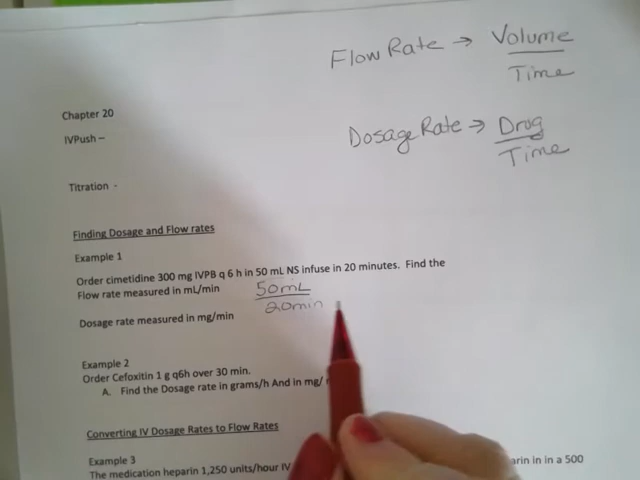 Flow Rate → Volume
Time
Chapter 20
IVPush –
Dosage Rate → Drug
Time
Titration -
Finding Dosage and Flow rates
Example 1
Order cimetidine 300 mg IVPB q 6 h in 50 mL NS infuse in 20 minutes. Find the
Flow rate measured in mL/min 50mL
20min
Dosage rate measured in mg/min
Example 2
Order Cefoxitin 1 g q6h over 30 min.
A. Find the Dosage rate in grams/h And in mg/
Converting IV Dosage Rates to Flow Rates
Example 3
The medication heparin 1,250 units/hour IV in in a 500